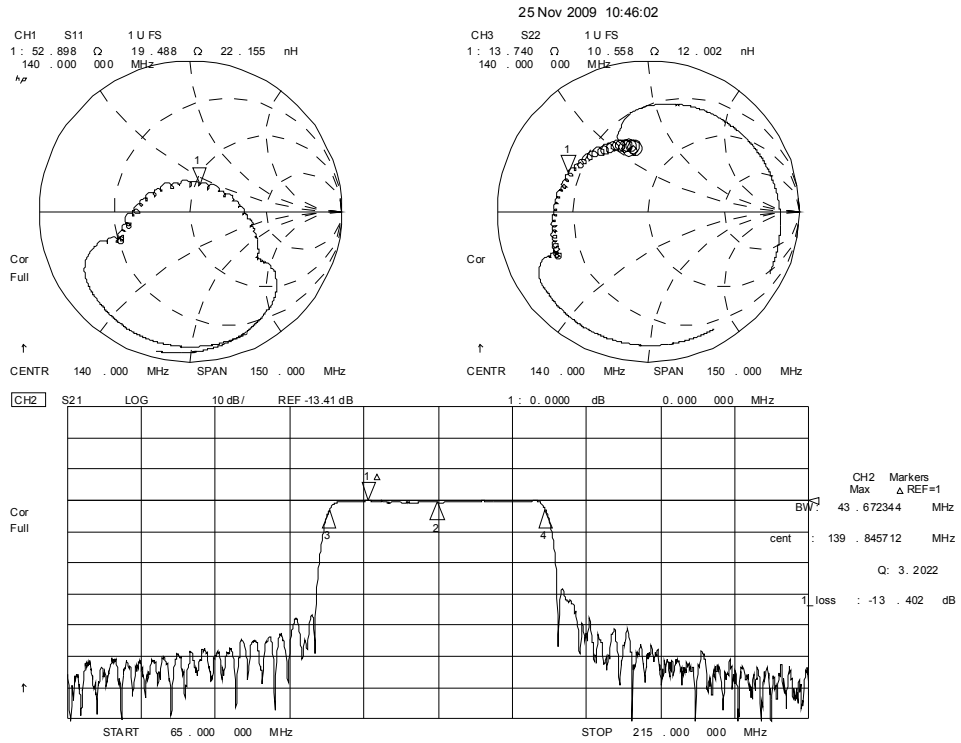 25 Nov 2009 10:46:02
CH1 S11 1 U FS
1 : 52 . 898 Ω 19 . 488 Ω 22 . 155 nH
140 . 000 000 MHz
hp
1
Cor
Full
↑
CENTR 140 . 000 MHz SPAN 150 . 000 MHz
CH3 S22 1 U FS
1 : 13 . 740 Ω 10 . 558 Ω 12 . 002 nH
140 . 000 000 MHz
1
Cor
↑
CENTR 140 . 000 MHz SPAN 150 . 000 MHz
CH2 S21 LOG 10 dB/ REF -13.41 dB 1 : 0. 0000 dB 0.000 000 MHz
1 Δ
3
2
4
Cor
Full
↑
CH2 Markers
Max Δ REF=1
BW : 43 . 672344 MHz
cent : 139 . 845712 MHz
Q: 3. 2022
1_loss : -13 . 402 dB
START 65 . 000 000 MHz STOP 215 . 000 000 MHz